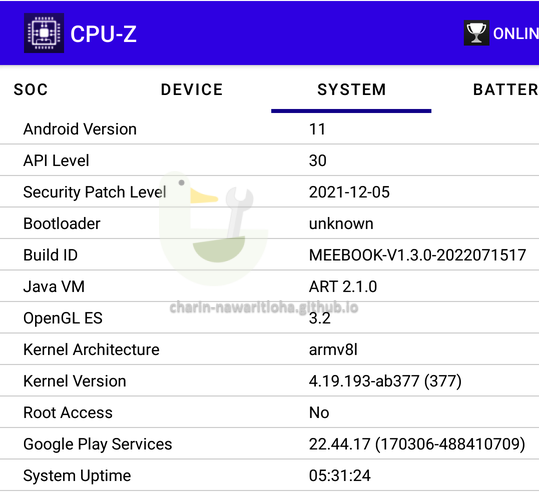 CPU-Z
ONLIN
SOC DEVICE SYSTEM BATTER
Android Version 11
API Level 30
Security Patch Level 2021-12-05
Bootloader unknown
Build ID MEEBOOK-V1.3.0-2022071517
Java VM ART 2.1.0
charin-nawaritloha.github.io
OpenGL ES 3.2
Kernel Architecture armv8l
Kernel Version 4.19.193-ab377 (377)
Root Access No
Google Play Services 22.44.17 (170306-488410709)
System Uptime 05:31:24